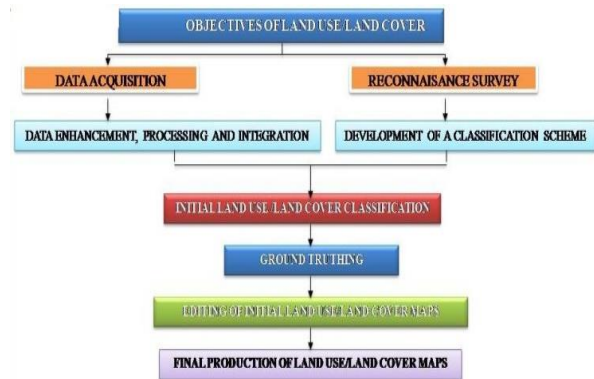 OBJECTIVES OF LAND USE/LAND COVER
DATA ACQUISITION
RECONNAISANCE SURVEY
DATA ENHANCEMENT, PROCESSING AND INTEGRATION
DEVELOPMENT OF A CLASSIFICATION SCHEME
INITIAL LAND USE/LAND COVER CLASSIFICATION
GROUND TRUTHING
EDITING OF INITIAL LAND USE/LAND COVER MAPS
FINAL PRODUCTION OF LAND USE/LAND COVER MAPS